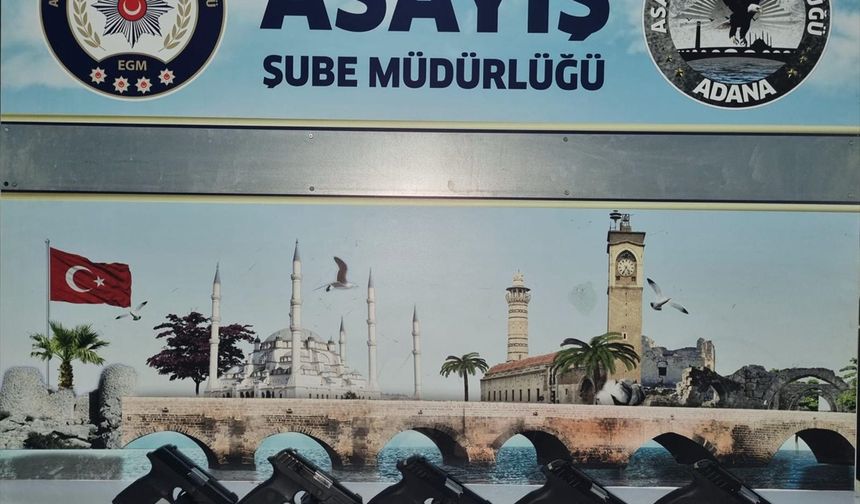 ASAYİŞ
ŞUBE MÜDÜRLÜĞÜ
EGM
ADANA